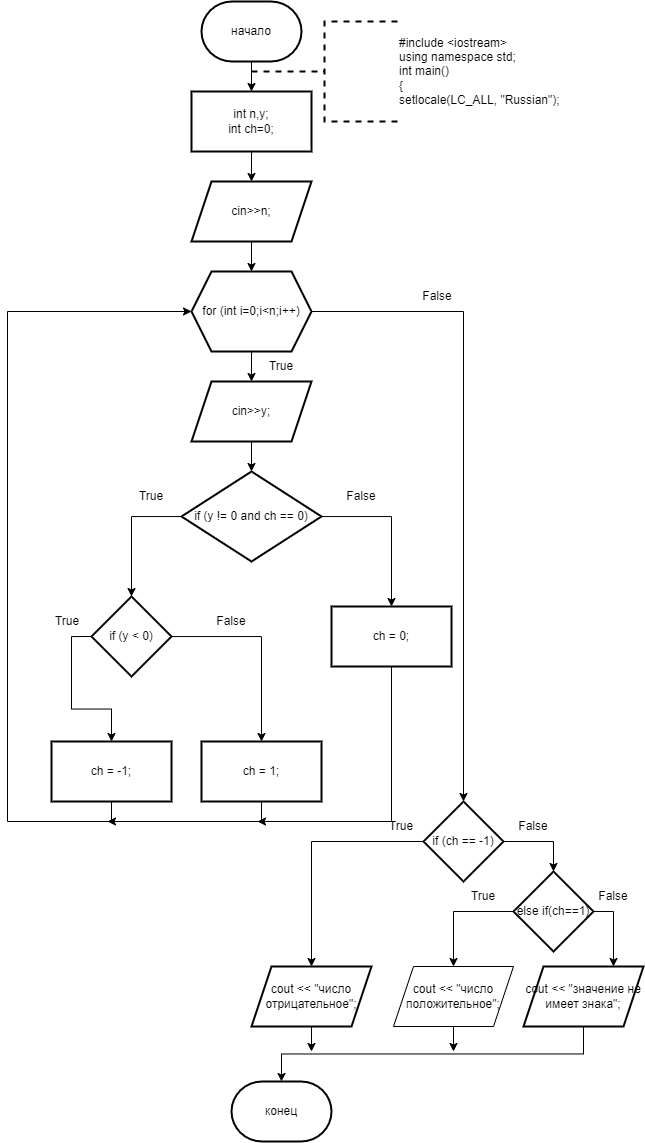 начало
#include <iostream>
using namespace std;
int main()
{
setlocale(LC_ALL, "Russian");
int n,y;
int ch=0;
cin>>n;
for (int i=0;i<n;i++)
False
True
cin>>y;
True
False
if (y != 0 and ch == 0)
True
False
if (y < 0)
ch = 0;
ch = -1;
ch = 1;
True
False
if (ch == -1)
True
False
else if(ch==1)
cout << "число
отрицательное";
cout << "число
положительное";
cout << "значение не
имеет знака";
конец